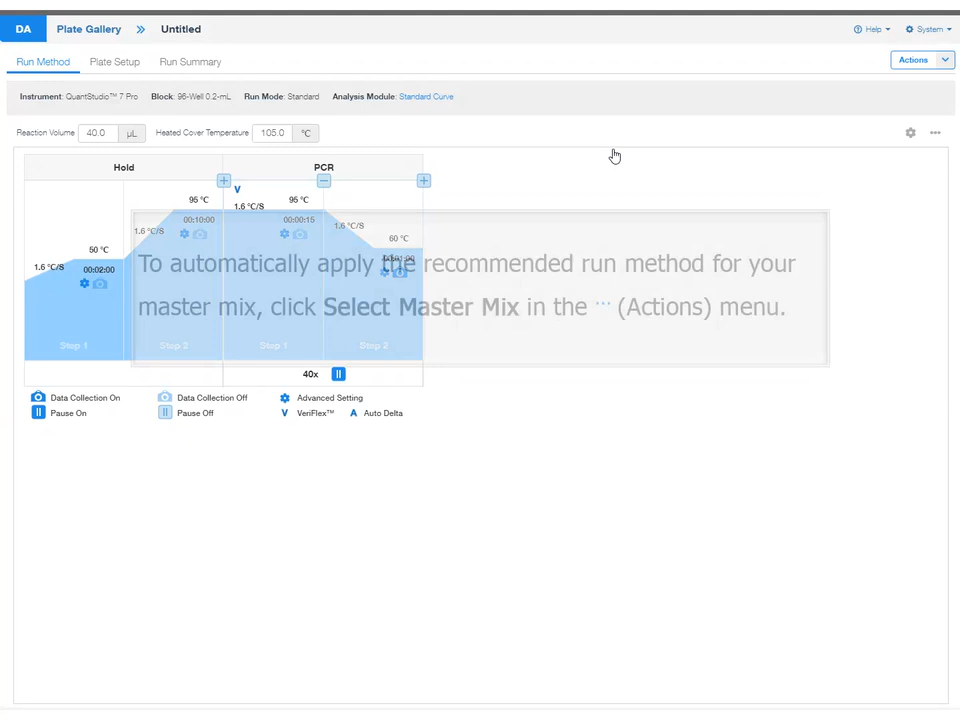 DA Plate Gallery » Untitled Help System
Run Method Plate Setup Run Summary Actions
Instrument: QuantStudio™ 7 Pro Block: 96-Well 0.2-mL Run Mode: Standard Analysis Module: Standard Curve
Reaction Volume 40.0 μL Heated Cover Temperature 105.0 °C
Hold PCR
V
95 °C 95 °C
1.6 °C/S
00:10:00 00:00:15
1.6 °C/S 1.6 °C/S
60 °C
50 °C
00:01:00
1.6 °C/S 00:02:00
To automatically apply the recommended run method for your
master mix, click Select Master Mix in the ··· (Actions) menu.
Step 1 Step 2 Step 1 Step 2
40x
Data Collection On Data Collection Off Advanced Setting
Pause On Pause Off V VeriFlex™ A Auto Delta